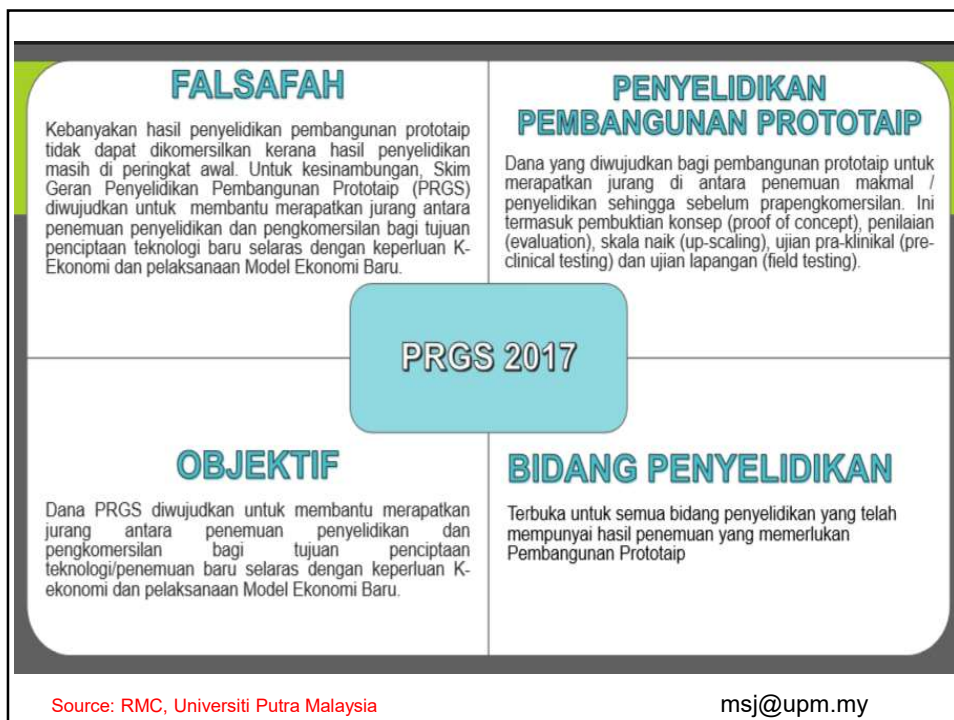 FALSAFAH
Kebanyakan hasil penyelidikan pembangunan prototaip
tidak dapat dikomersilkan kerana hasil penyelidikan
masih di peringkat awal. Untuk kesinambungan, Skim
Geran Penyelidikan Pembangunan Prototaip (PRGS)
diwujudkan untuk membantu merapatkan jurang antara
penemuan penyelidikan dan pengkomersilan bagi tujuan
penciptaan teknologi baru selaras dengan keperluan K-
Ekonomi dan pelaksanaan Model Ekonomi Baru.
PENYELIDIKAN
PEMBANGUNAN PROTOTAIP
Dana yang diwujudkan bagi pembangunan prototaip untuk
merapatkan jurang di antara penemuan makmal /
penyelidikan sehingga sebelum prapengkomersilan. Ini
termasuk pembuktian konsep (proof of concept), penilaian
(evaluation), skala naik (up-scaling), ujian pra-klinikal (pre-
clinical testing) dan ujian lapangan (field testing).
PRGS 2017
OBJEKTIF
Dana PRGS diwujudkan untuk membantu merapatkan
jurang antara penemuan penyelidikan dan
pengkomersilan bagi tujuan penciptaan
teknologi/penemuan baru selaras dengan keperluan K-
ekonomi dan pelaksanaan Model Ekonomi Baru.
BIDANG PENYELIDIKAN
Terbuka untuk semua bidang penyelidikan yang telah
mempunyai hasil penemuan yang memerlukan
Pembangunan Prototaip
Source: RMC, Universiti Putra Malaysia
msj@upm.my